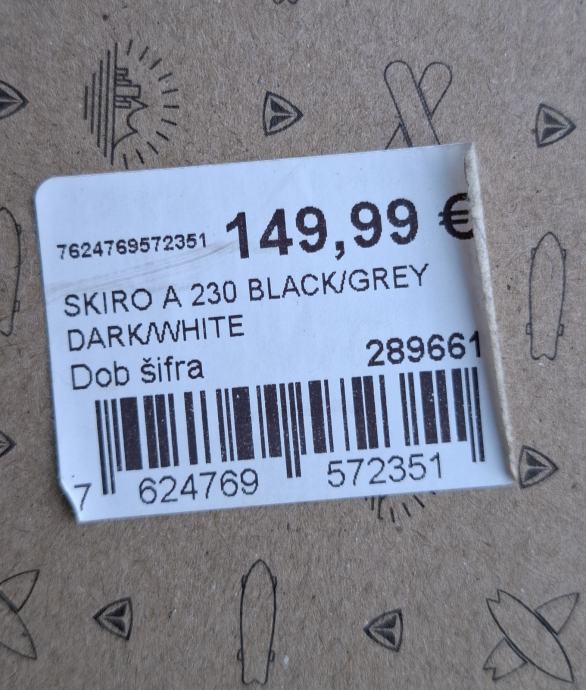 7624769572351 149,99 €
SKIRO A 230 BLACK/GREY
DARK/WHITE
Dob šifra 289661
7 624769 572351